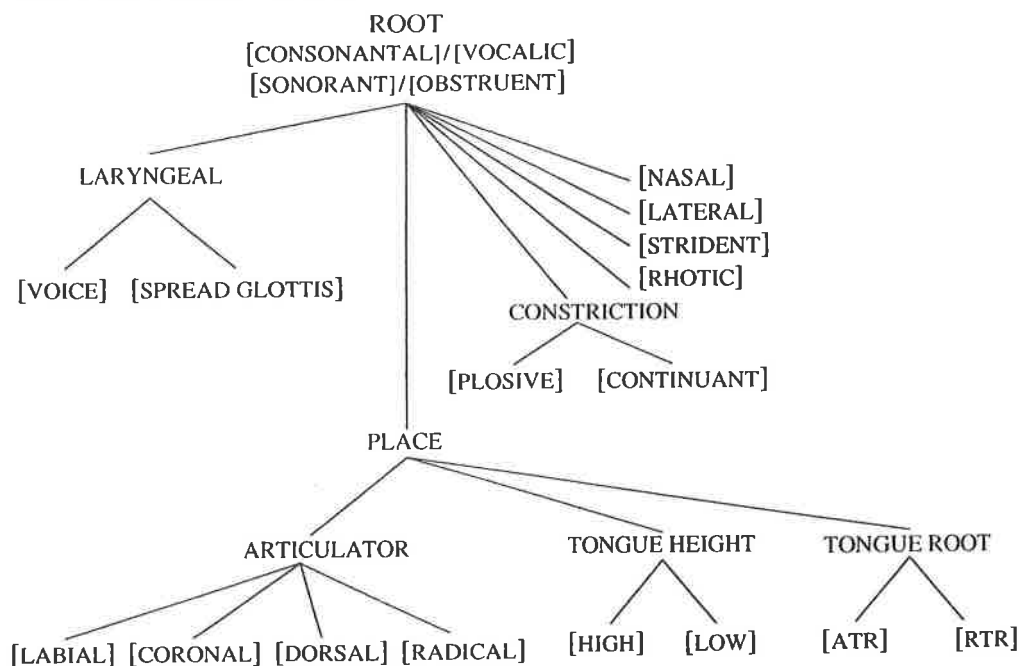 ROOT
[CONSONANTAL]/[VOCALIC]
[SONORANT]/[OBSTRUENT]
LARYNGEAL
[NASAL]
[LATERAL]
[STRIDENT]
[RHOTIC]
[VOICE] [SPREAD GLOTTIS]
CONSTRICTION
[PLOSIVE] [CONTINUANT]
PLACE
ARTICULATOR TONGUE HEIGHT TONGUE ROOT
[LABIAL] [CORONAL] [DORSAL] [RADICAL] [HIGH] [LOW] [ATR] [RTR]